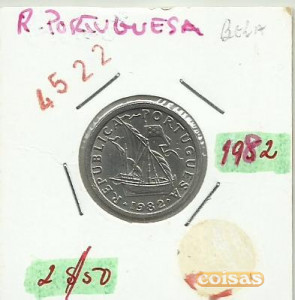 R. PORTUGUESA
BELA
4522
REPUBLICA PORTUGUESA
1982
1982
2$50
coisas